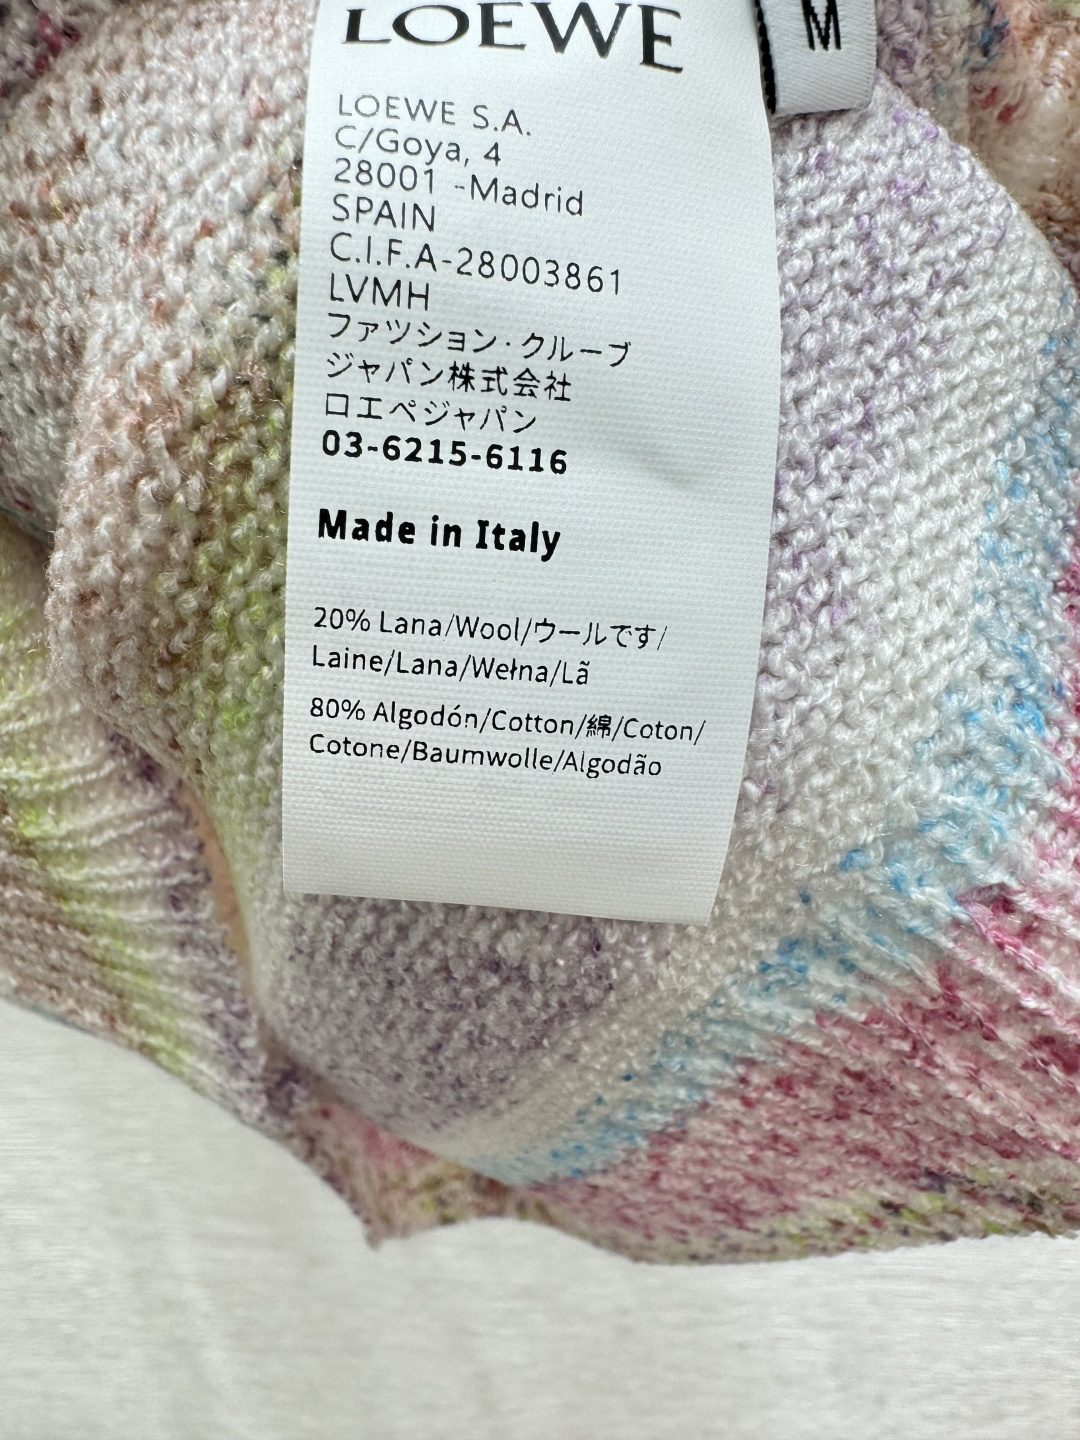 LOEWE
M
LOEWE S.A.
C/Goya, 4
28001 -Madrid
SPAIN
C.I.F.A-28003861
LVMH
ファツション·クルーブ
ジャパン株式会社
ロエペジャパン
03-6215-6116
Made in Italy
20% Lana/Wool/ウールです/
Laine/Lana/Wełna/Lã
80% Algodón/Cotton/綿/Coton/
Cotone/Baumwolle/Algodão